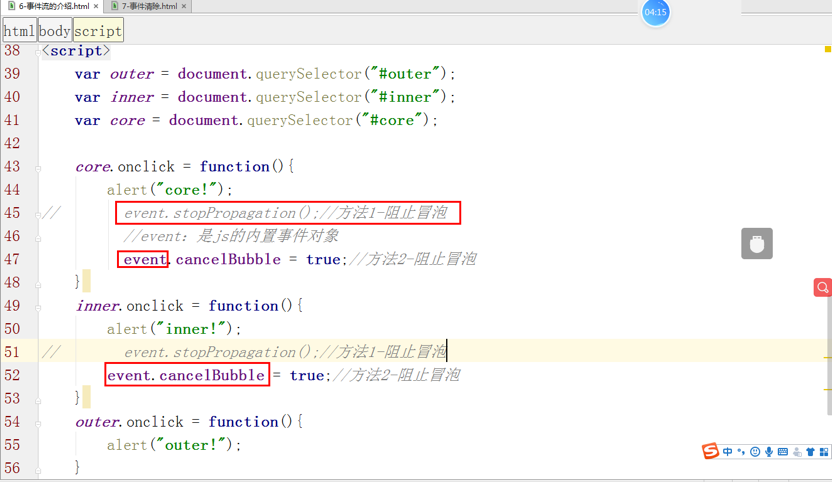 6-事件流的介绍.html × 7-事件清除.html ×
04:15
html body script
38 <script>
39 var outer = document.querySelector("#outer");
40 var inner = document.querySelector("#inner");
41 var core = document.querySelector("#core");
42
43 core.onclick = function(){
44 alert("core!");
45 // event.stopPropagation();//方法1-阻止冒泡
46 //event: 是js的内置事件对象
47 event.cancelBubble = true;//方法2-阻止冒泡
48 }
49 inner.onclick = function(){
50 alert("inner!");
51 // event.stopPropagation();//方法1-阻止冒泡
52 event.cancelBubble = true;//方法2-阻止冒泡
53 }
54 outer.onclick = function(){
55 alert("outer!");
56 }
S 中